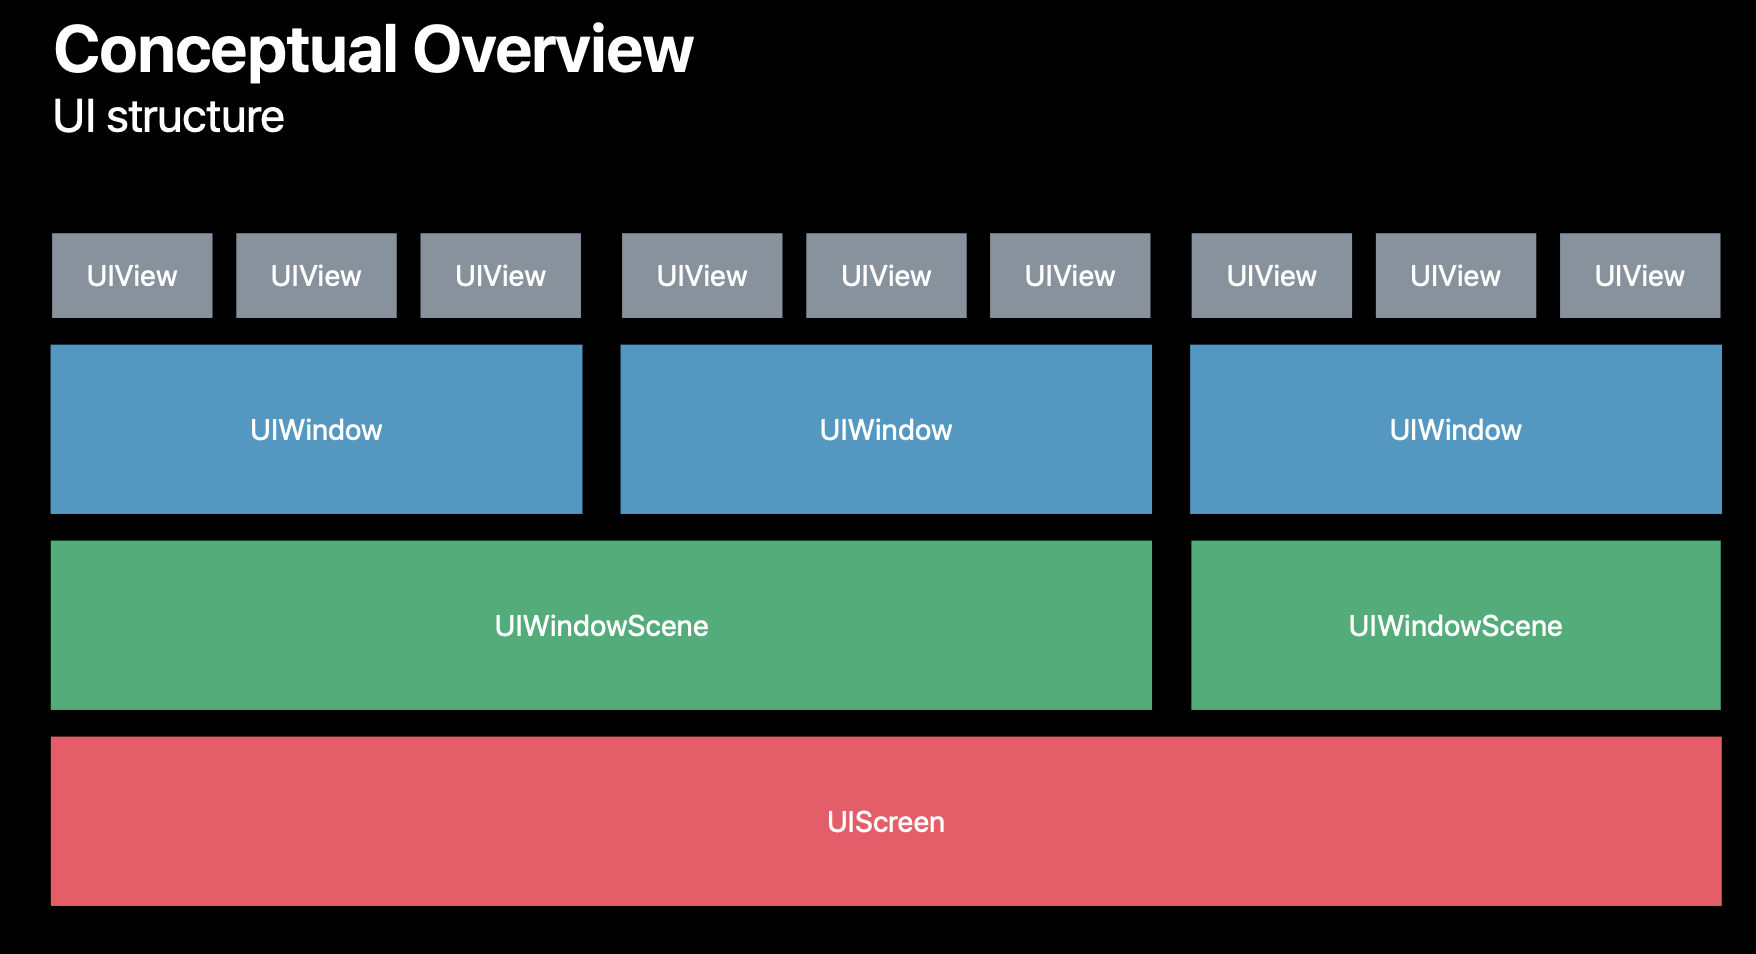 Conceptual Overview
UI structure
UIView UIView UIView UIView UIView UIView UIView UIView UIView
UIWindow UIWindow UIWindow
UIWindowScene UIWindowScene
UIScreen